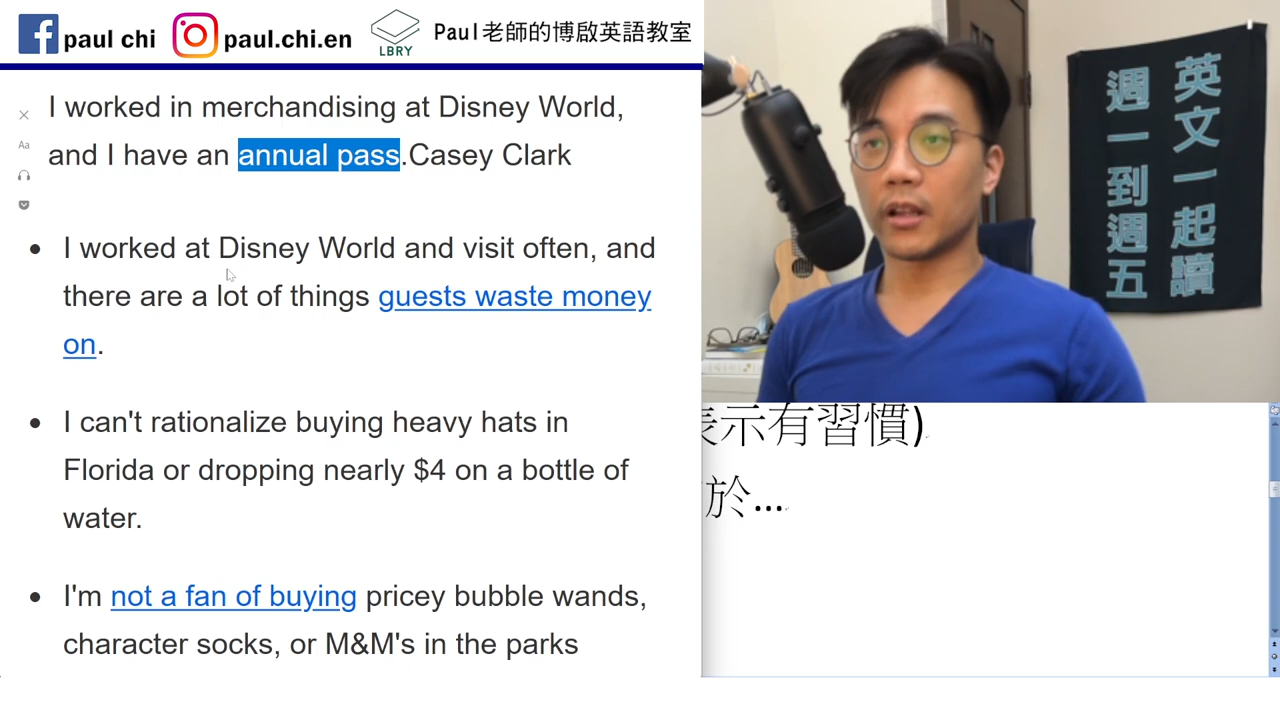 paul chi
paul.chi.en
LBRY
Paul老師的博啟英語教室
I worked in merchandising at Disney World,
and I have an annual pass.Casey Clark
Aa
I worked at Disney World and visit often, and
there are a lot of things guests waste money
on.
I can't rationalize buying heavy hats in
Florida or dropping nearly $4 on a bottle of
water.
I'm not a fan of buying pricey bubble wands,
character socks, or M&M's in the parks
英文一起讀
週一到週五
表示有習慣)
於...